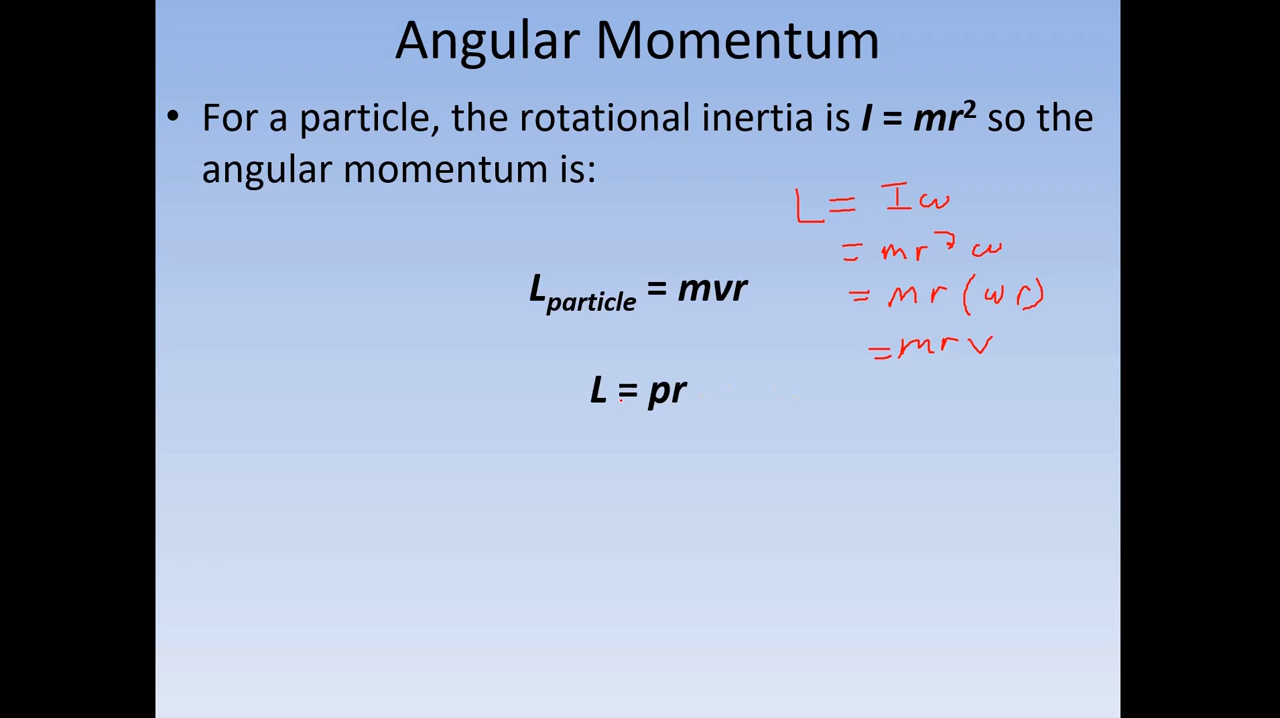 Angular Momentum
• For a particle, the rotational inertia is I = mr² so the
angular momentum is:
L = Iω
= mr² ω
L_particle = mvr
= mr (ωr)
= mrv
L = pr